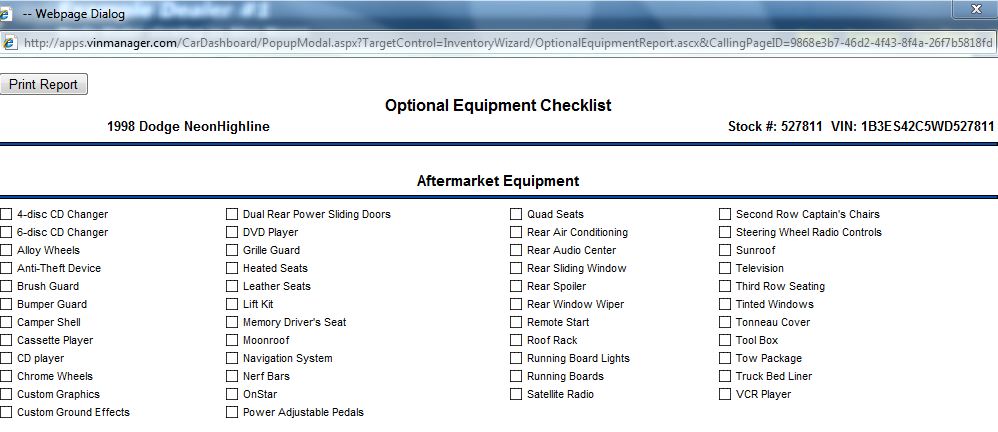 -- Webpage Dialog
http://apps.vinmanager.com/CarDashboard/PopupModal.aspx?TargetControl=InventoryWizard/OptionalEquipmentReport.ascx&CallingPageID=9868e3b7-46d2-4f43-8f4a-26f7b5818fd
Print Report
Optional Equipment Checklist
1998 Dodge NeonHighline Stock #: 527811 VIN: 1B3ES42C5WD527811
Aftermarket Equipment
4-disc CD Changer Dual Rear Power Sliding Doors Quad Seats Second Row Captain's Chairs
6-disc CD Changer DVD Player Rear Air Conditioning Steering Wheel Radio Controls
Alloy Wheels Grille Guard Rear Audio Center Sunroof
Anti-Theft Device Heated Seats Rear Sliding Window Television
Brush Guard Leather Seats Rear Spoiler Third Row Seating
Bumper Guard Lift Kit Rear Window Wiper Tinted Windows
Camper Shell Memory Driver's Seat Remote Start Tonneau Cover
Cassette Player Moonroof Roof Rack Tool Box
CD player Navigation System Running Board Lights Tow Package
Chrome Wheels Nerf Bars Running Boards Truck Bed Liner
Custom Graphics OnStar Satellite Radio VCR Player
Custom Ground Effects Power Adjustable Pedals